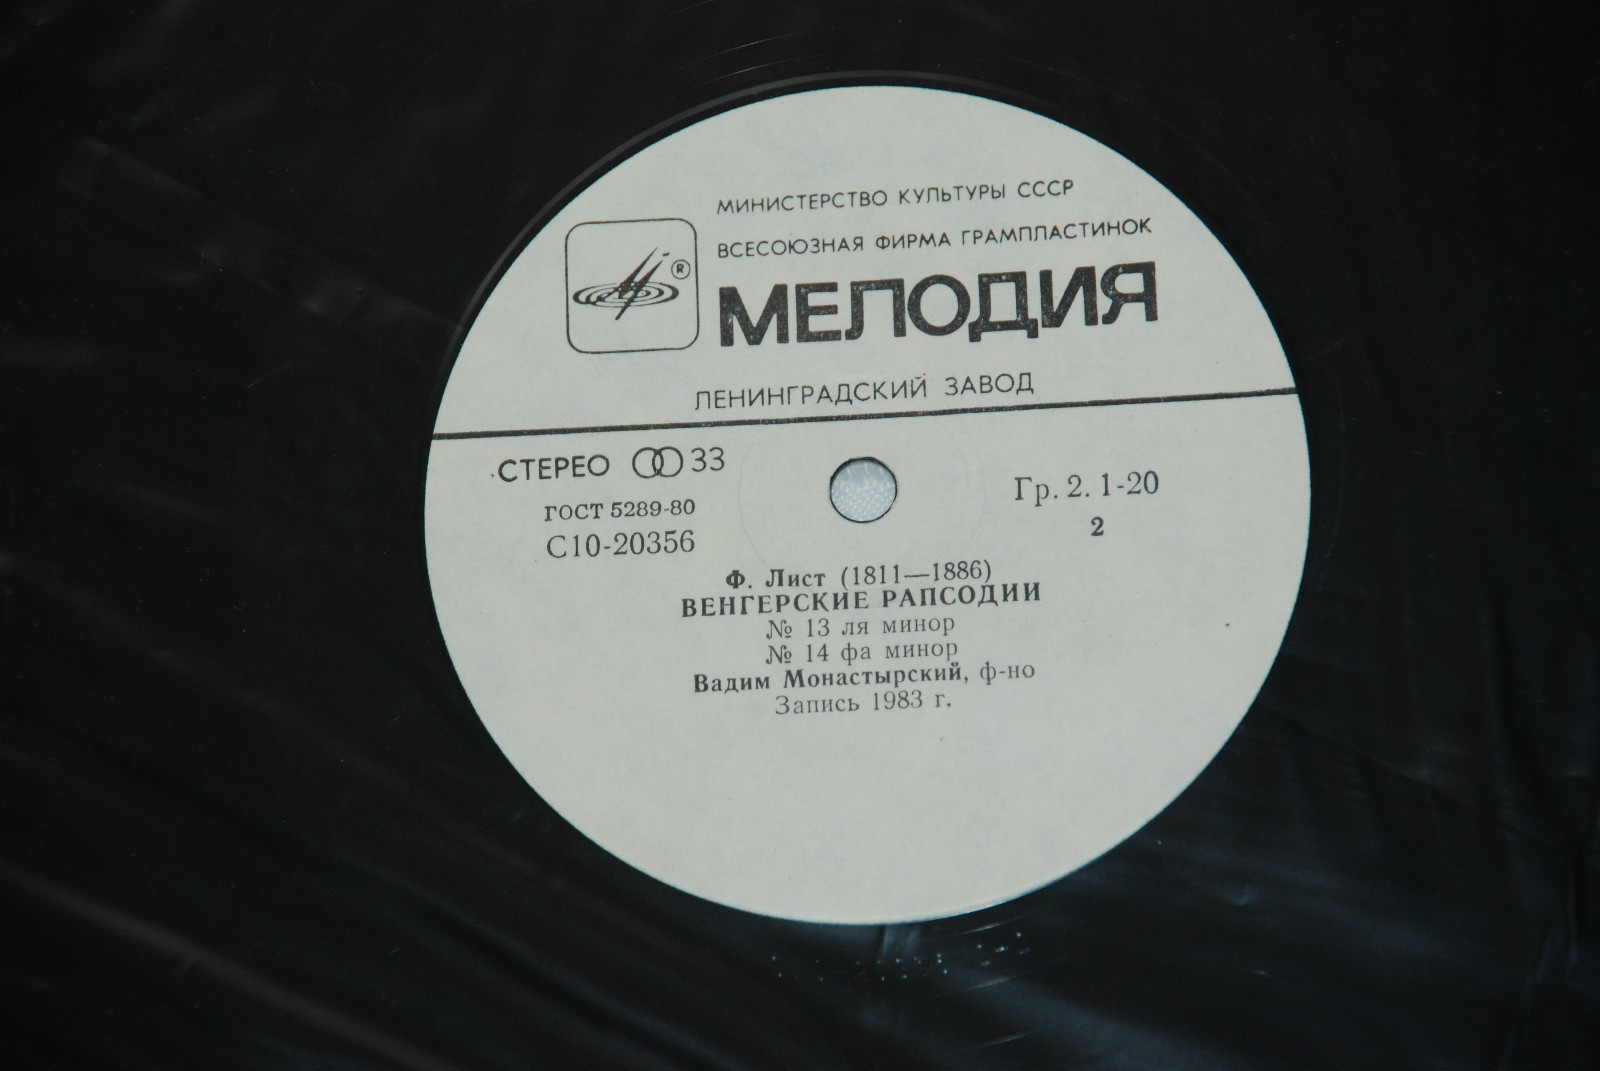 МИНИСТЕРСТВО КУЛЬТУРЫ СССР
ВСЕСОЮЗНАЯ ФИРМА ГРАМПЛАСТИНОК
®
МЕЛОДИЯ
ЛЕНИНГРАДСКИЙ ЗАВОД
СТЕРЕО 33
ГОСТ 5289-80
С10-20356
Гр. 2. 1-20
2
Ф. Лист (1811—1886)
ВЕНГЕРСКИЕ РАПСОДИИ
№ 13 ля минор
№ 14 фа минор
Вадим Монастырский, ф-но
Запись 1983 г.